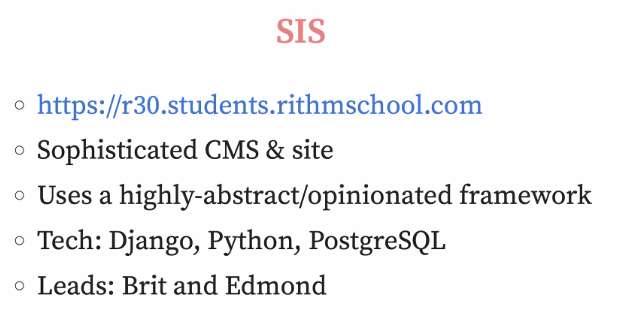 SIS
https://r30.students.rithmschool.com
Sophisticated CMS & site
Uses a highly-abstract/opinionated framework
Tech: Django, Python, PostgreSQL
Leads: Brit and Edmond